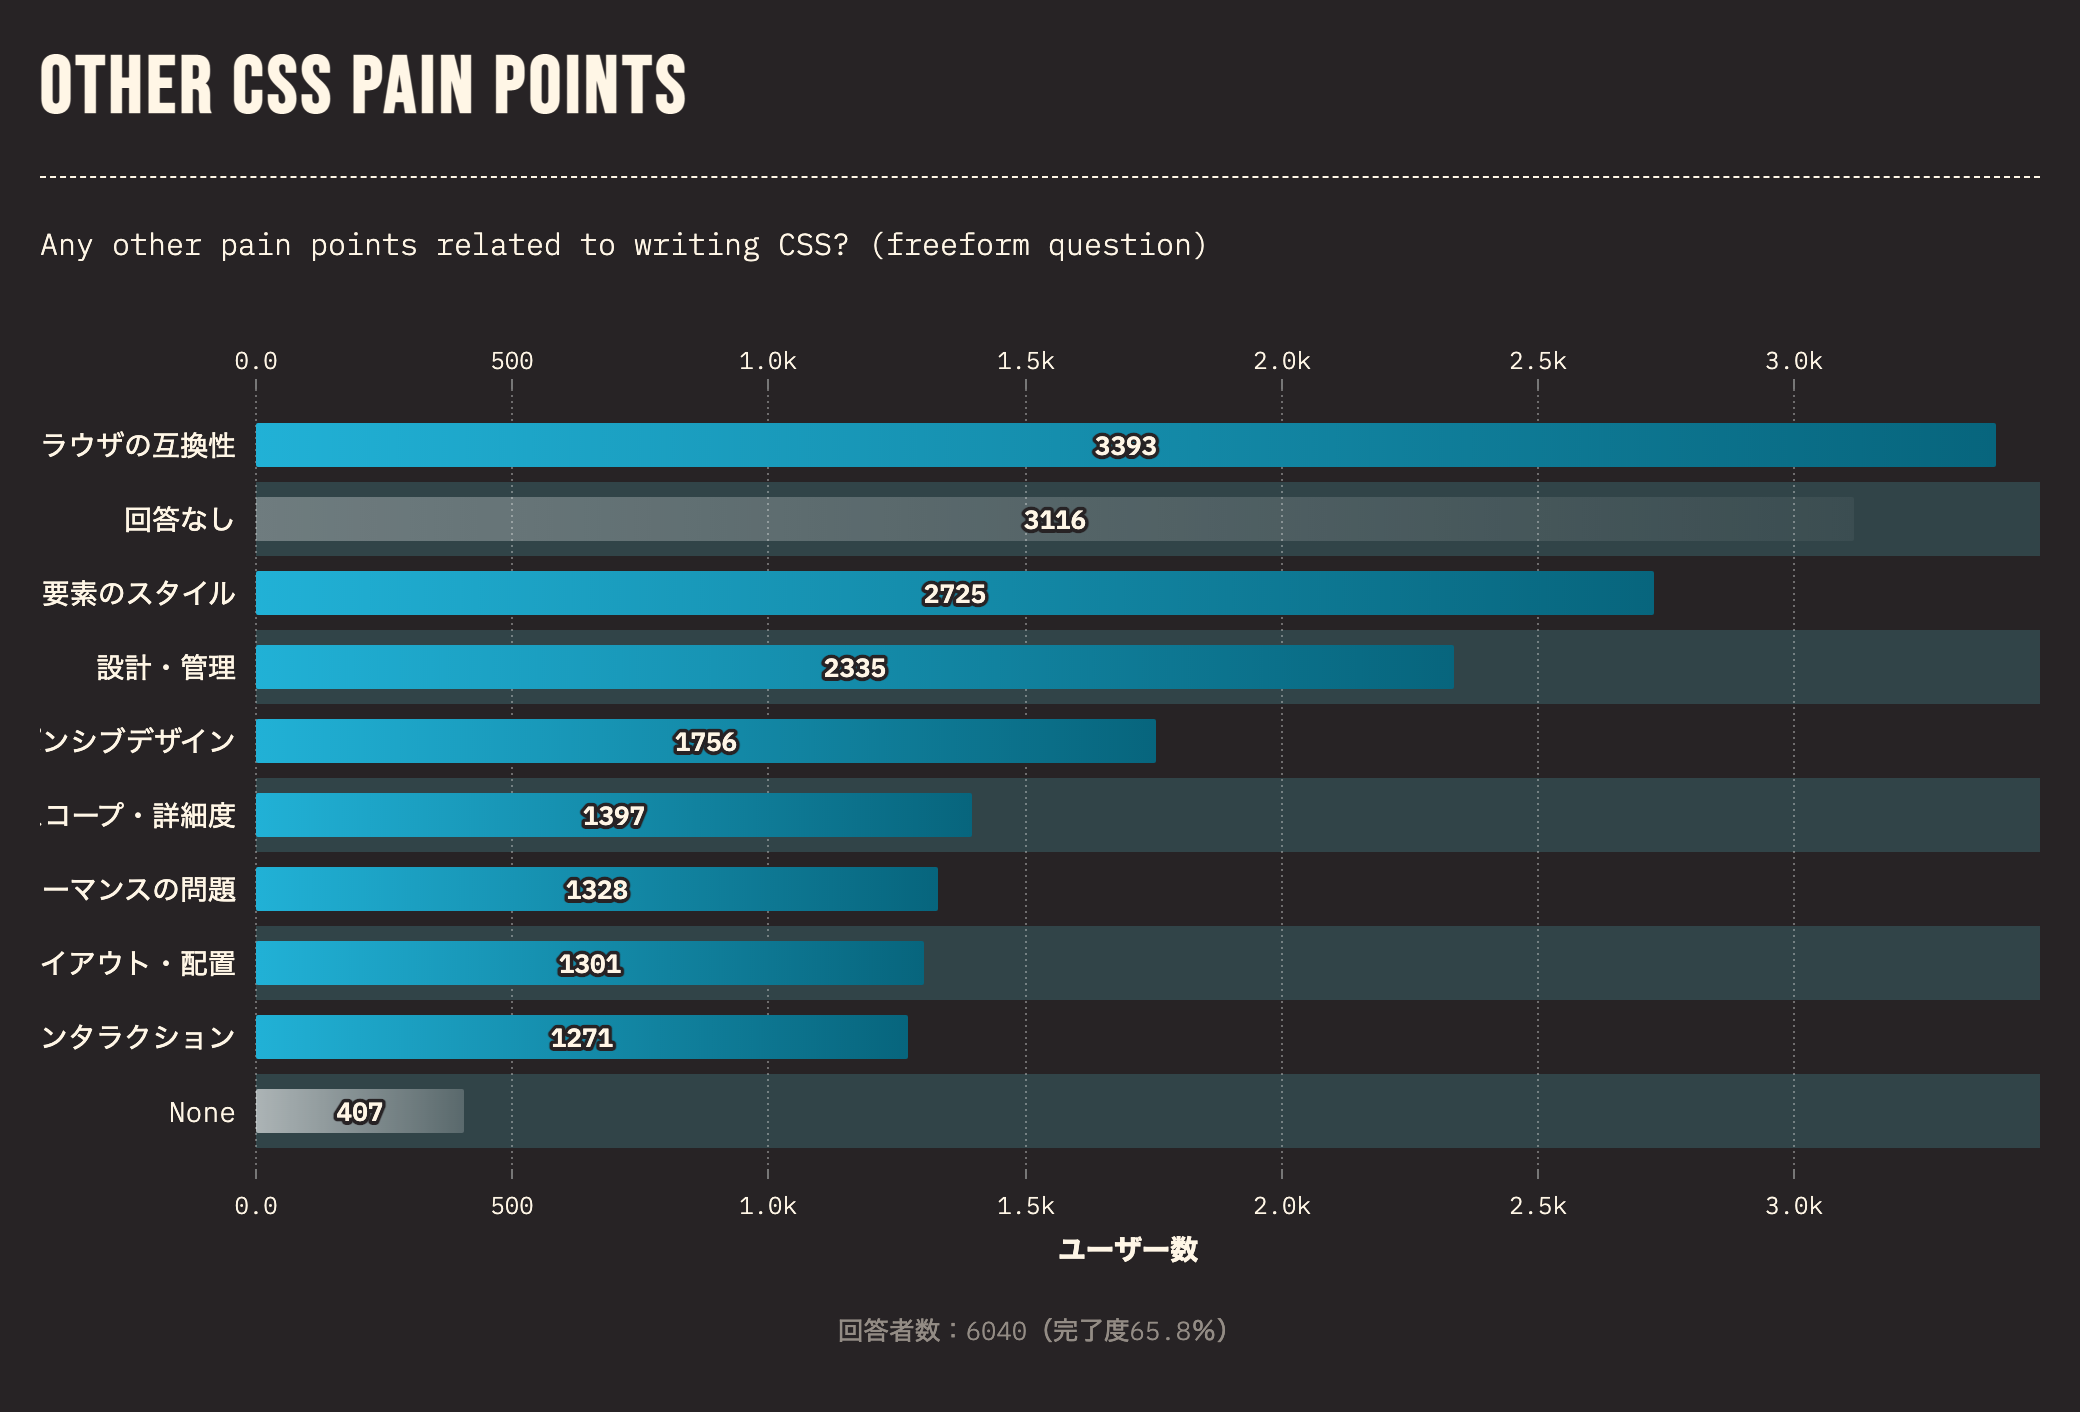 OTHER CSS PAIN POINTS
Any other pain points related to writing CSS? (freeform question)
0.0 500 1.0k 1.5k 2.0k 2.5k 3.0k
ラウザの互換性 3393
回答なし 3116
要素のスタイル 2725
設計・管理 2335
ンシブデザイン 1756
コープ・詳細度 1397
ーマンスの問題 1328
イアウト・配置 1301
ンタラクション 1271
None 407
0.0 500 1.0k 1.5k 2.0k 2.5k 3.0k
ユーザー数
回答者数：6040（完了度65.8%）